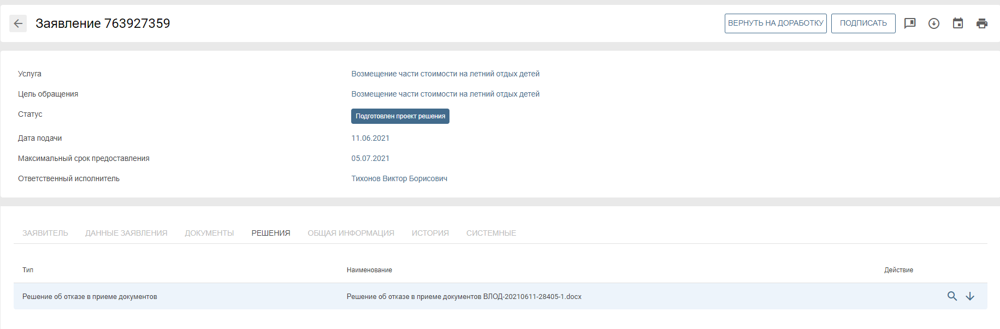 Заявление 763927359
ВЕРНУТЬ НА ДОРАБОТКУ
ПОДПИСАТЬ
Услуга
Возмещение части стоимости на летний отдых детей
Цель обращения
Возмещение части стоимости на летний отдых детей
Статус
Подготовлен проект решения
Дата подачи
11.06.2021
Максимальный срок предоставления
05.07.2021
Ответственный исполнитель
Тихонов Виктор Борисович
ЗАЯВИТЕЛЬ
ДАННЫЕ ЗАЯВЛЕНИЯ
ДОКУМЕНТЫ
РЕШЕНИЯ
ОБЩАЯ ИНФОРМАЦИЯ
ИСТОРИЯ
СИСТЕМНЫЕ
Тип
Наименование
Действие
Решение об отказе в приеме документов
Решение об отказе в приеме документов ВЛОД-20210611-28405-1.docx